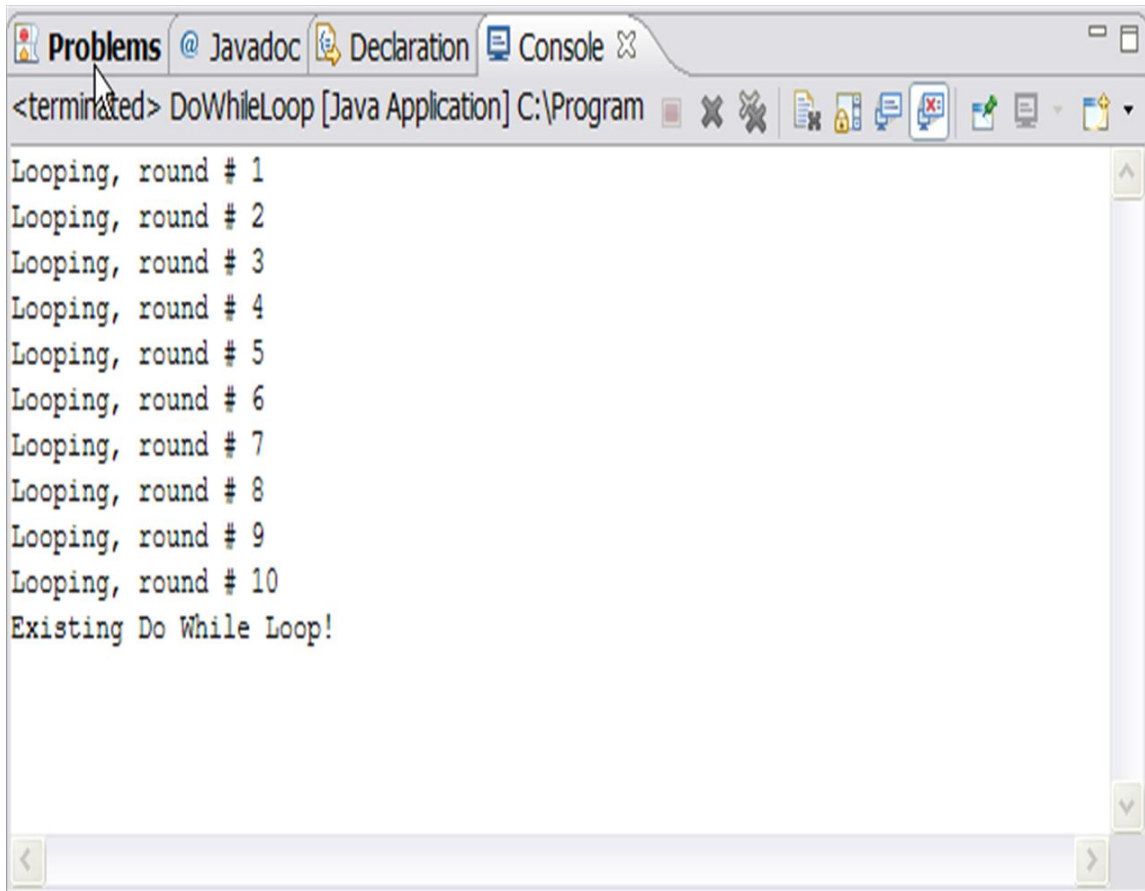 Problems @ Javadoc Declaration Console
<terminated> DoWhileLoop [Java Application] C:\Program
Looping, round # 1
Looping, round # 2
Looping, round # 3
Looping, round # 4
Looping, round # 5
Looping, round # 6
Looping, round # 7
Looping, round # 8
Looping, round # 9
Looping, round # 10
Existing Do While Loop!